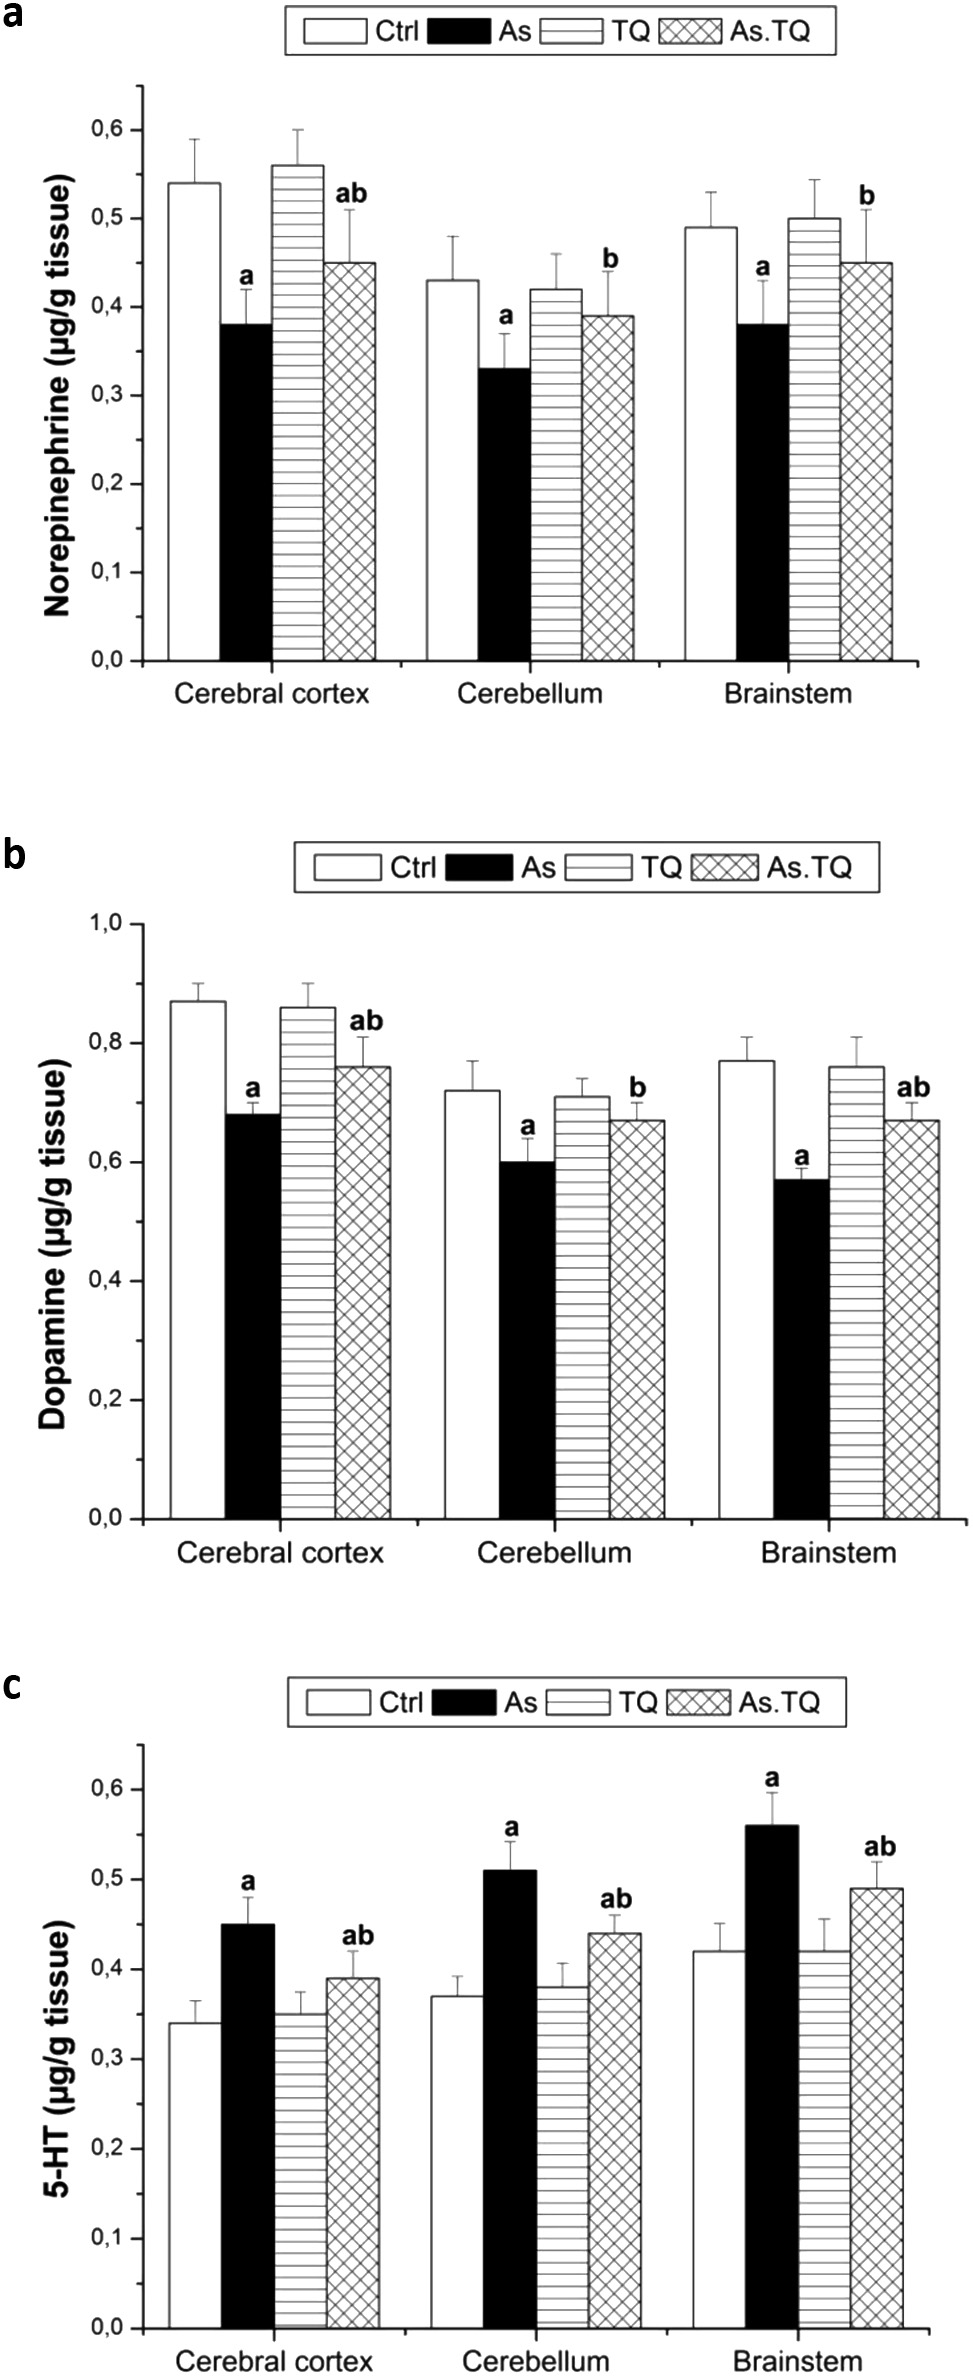 a
Ctrl As TQ As.TQ
Norepinephrine (µg/g tissue)
0,6
ab
0,5
b
b
a
a
0,4
a
0,3
0,2
0,1
0,0
Cerebral cortex Cerebellum Brainstem
b
Ctrl As TQ As.TQ
Dopamine (µg/g tissue)
1,0
ab
0,8
a b ab
a
a
0,6
0,4
0,2
0,0
Cerebral cortex Cerebellum Brainstem
c
Ctrl As TQ As.TQ
5-HT (µg/g tissue)
a
0,6
a
ab
a
0,5
ab
ab
0,4
0,3
0,2
0,1
0,0
Cerebral cortex Cerebellum Brainstem